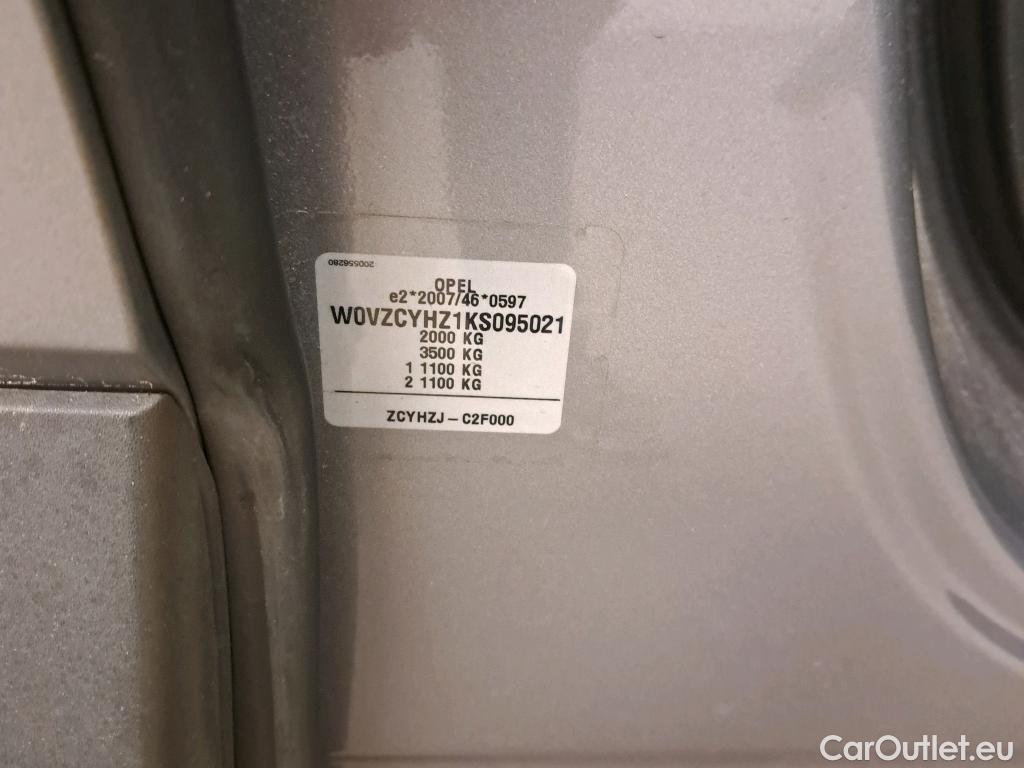 20D556280
OPEL
e2*2007/46*0597
W0VZCYHZ1KS095021
2000 KG
3500 KG
1 1100 KG
2 1100 KG
ZCYHZJ - C2F000
CarOutlet.eu